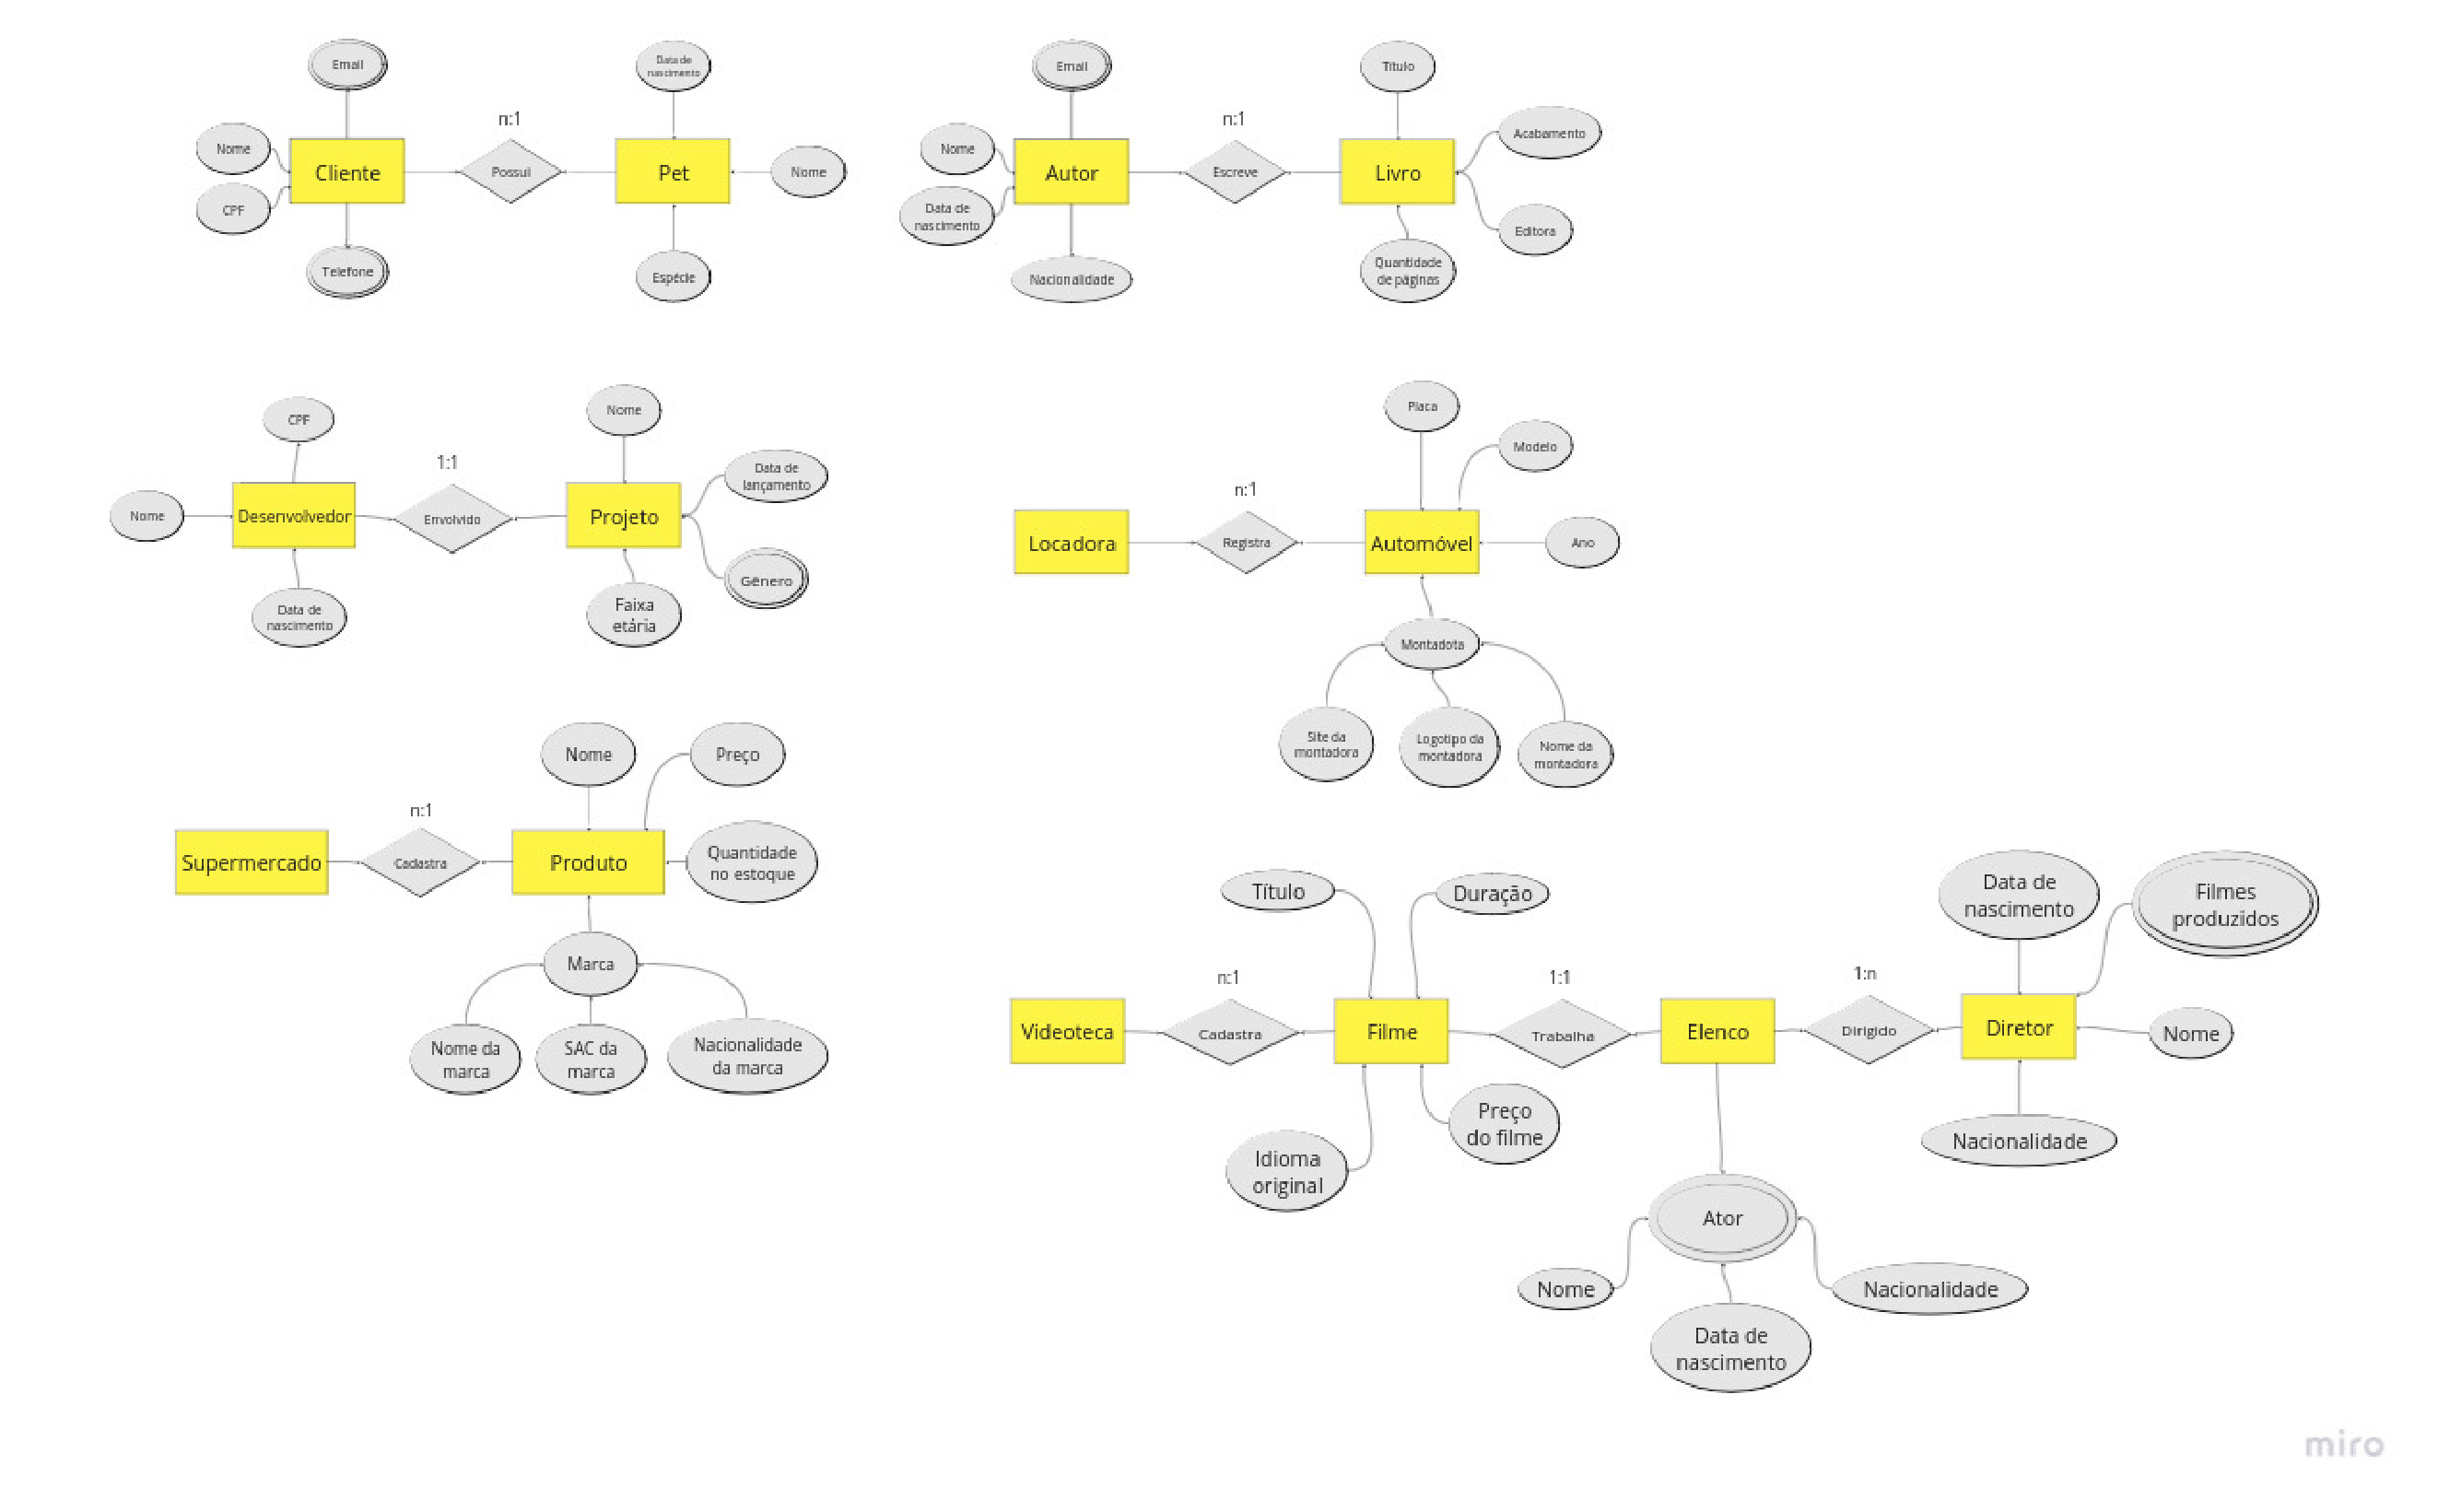 Email
Data de
nascimento
n:1
Nome
CPF
Cliente
Possui
Pet
Nome
Telefone
Espécie
Email
Título
n:1
Nome
Data de
nascimento
Autor
Escreve
Livro
Acabamento
Editora
Nacionalidade
Quantidade
de páginas
CPF
Nome
1:1
Nome
Desenvolvedor
Envolvido
Projeto
Data de
lançamento
Gênero
Data de
nascimento
Faixa
etária
Placa
Modelo
n:1
Locadora
Registra
Automóvel
Ano
Montadota
Site da
montadora
Logotipo da
montadora
Nome da
montadora
Nome
Preço
n:1
Supermercado
Cadastra
Produto
Quantidade
no estoque
Marca
Nome da
marca
SAC da
marca
Nacionalidade
da marca
Título
Duração
Data de
nascimento
Filmes
produzidos
n:1
1:1
1:n
Videoteca
Cadastra
Filme
Trabalha
Elenco
Dirigido
Diretor
Nome
Idioma
original
Preço
do filme
Nacionalidade
Ator
Nome
Nacionalidade
Data de
nascimento
miro